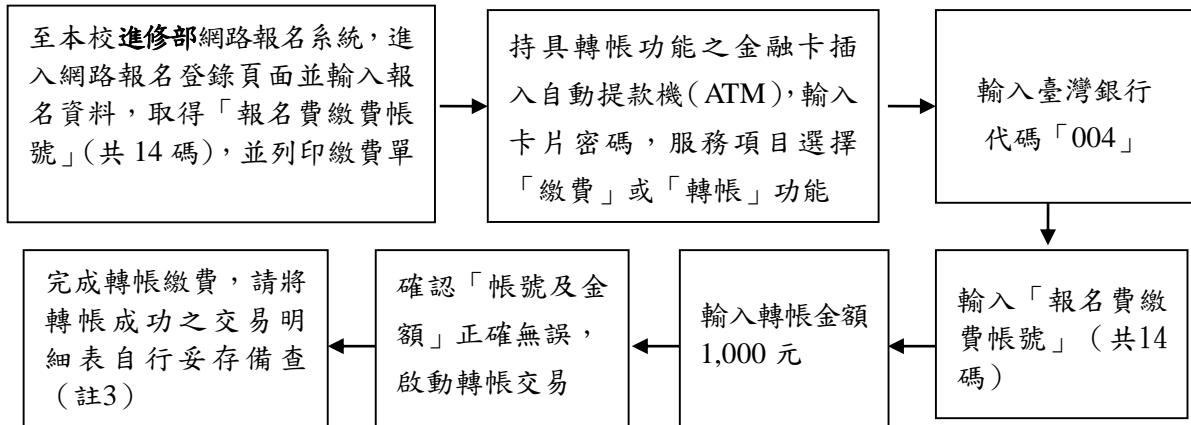 至本校進修部網路報名系統，進
入網路報名登錄頁面並輸入報
名資料，取得「報名費繳費帳
號」(共 14 碼)，並列印繳費單
持具轉帳功能之金融卡插
入自動提款機(ATM)，輸入
卡片密碼，服務項目選擇
「繳費」或「轉帳」功能
輸入臺灣銀行
代碼「004」
輸入「報名費繳
費帳號」（共14
碼）
輸入轉帳金額
1,000 元
確認「帳號及金
額」正確無誤，
啟動轉帳交易
完成轉帳繳費，請將
轉帳成功之交易明
細表自行妥存備查
（註3）